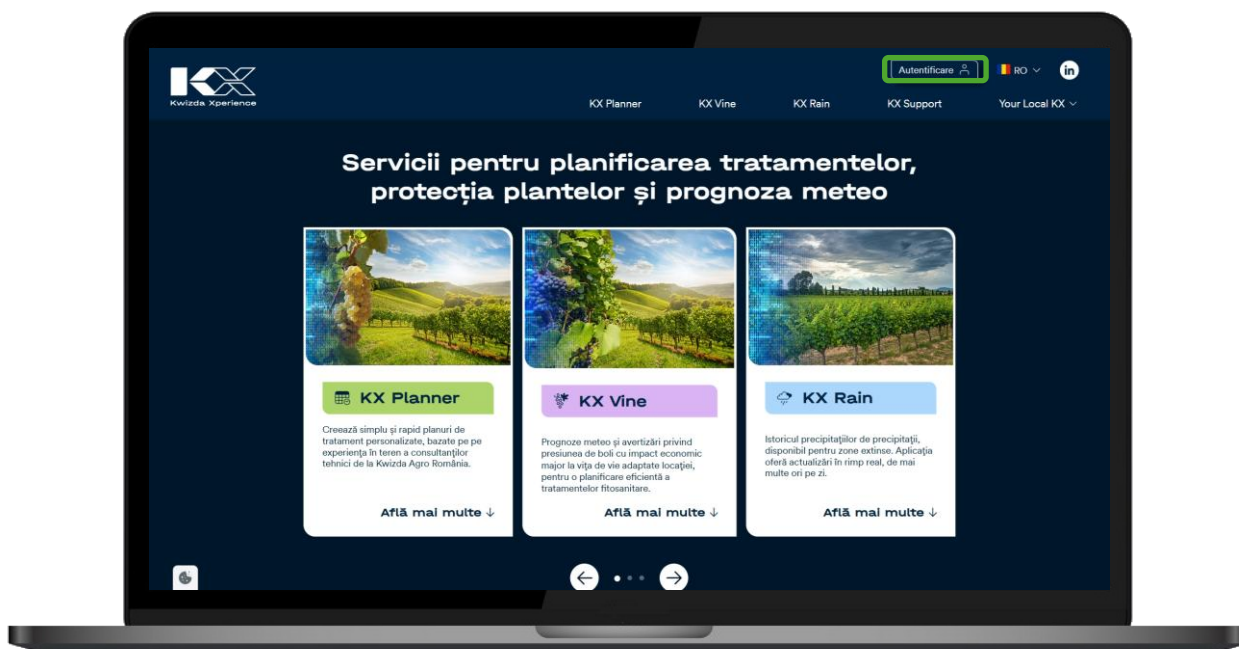 KX
Kwizda Xperience
Autentificare
RO
in
KX Planner
KX Vine
KX Rain
KX Support
Your Local KX
Servicii pentru planificarea tratamentelor,
protecția plantelor și prognoza meteo
KX Planner
Creează simplu și rapid planuri de
tratament personalizate, bazate pe pe
experiența în teren a consultanților
tehnici de la Kwizda Agro România.
Află mai multe ↓
KX Vine
Prognoze meteo și avertizări privind
presiunea de boli cu impact economic
major la vița de vie adaptate locației,
pentru o planificare eficientă a
tratamentelor fitosanitare.
Află mai multe ↓
KX Rain
Istoricul precipitațiilor de precipitații,
disponibil pentru zone extinse. Aplicația
oferă actualizări în rimp real, de mai
multe ori pe zi.
Află mai multe ↓